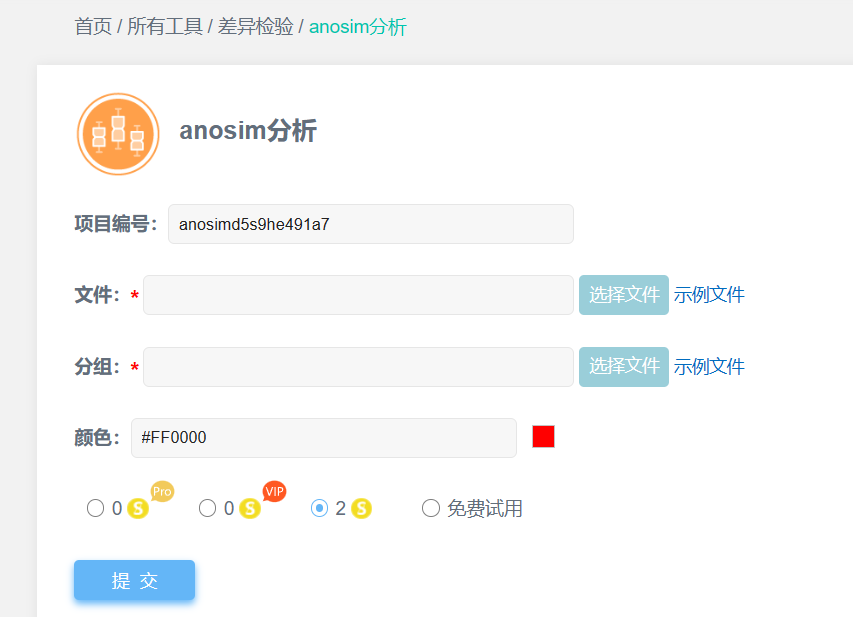 首页 / 所有工具 / 差异检验 / anosim分析
anosim分析
项目编号： anosimd5s9he491a7
文件：* 选择文件 示例文件
分组：* 选择文件 示例文件
颜色： #FF0000
0 S Pro 0 S VIP 2 S 免费试用
提 交